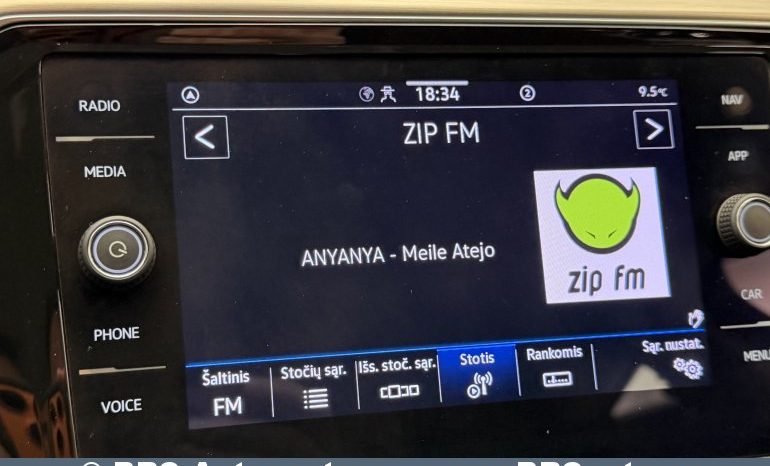 RADIO
MEDIA
PHONE
VOICE
18:34
2
9.5°C
<
ZIP FM
>
ANYANYA - Meile Atejo
zip fm
Šaltinis
FM
Stočių sąr.
Išs. stoč. sąr.
Stotis
Rankomis
Sąr. nustat.
NAV
APP
CAR
MENU